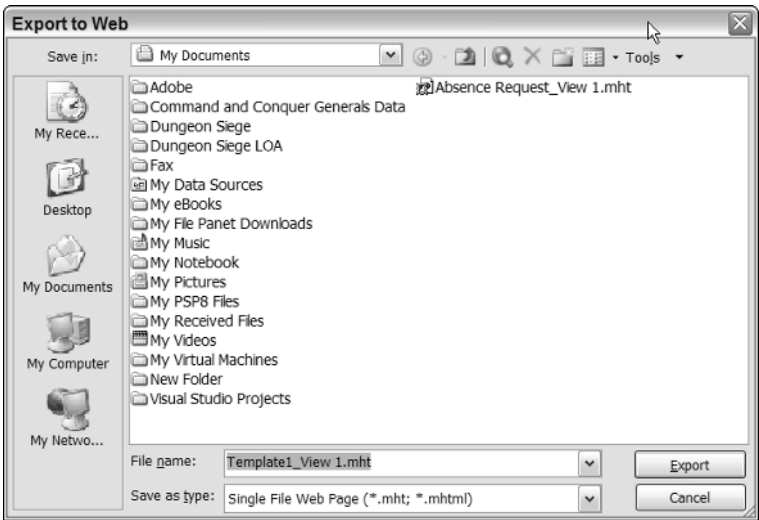 Export to Web
Save in:
My Documents
Tools
My Rece...
Desktop
My Documents
My Computer
My Netwo...
Adobe
Command and Conquer Generals Data
Dungeon Siege
Dungeon Siege LOA
Fax
My Data Sources
My eBooks
My File Panet Downloads
My Music
My Notebook
My Pictures
My PSP8 Files
My Received Files
My Videos
My Virtual Machines
New Folder
Visual Studio Projects
Absence Request_View 1.mht
File name:
Template1_View 1.mht
Export
Save as type:
Single File Web Page (*.mht; *.mhtml)
Cancel